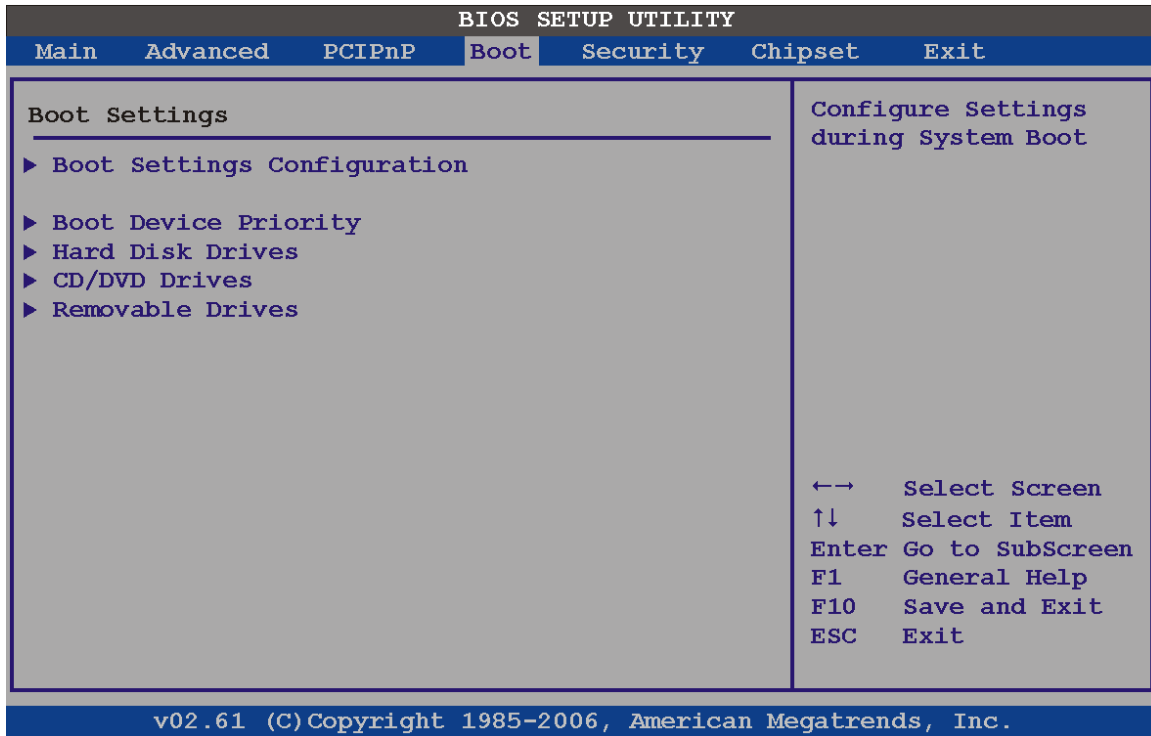 BIOS SETUP UTILITY
Main Advanced PCIPnP Boot Security Chipset Exit
Boot Settings
▶ Boot Settings Configuration
▶ Boot Device Priority
▶ Hard Disk Drives
▶ CD/DVD Drives
▶ Removable Drives
Configure Settings
during System Boot
←→ Select Screen
↑↓ Select Item
Enter Go to SubScreen
F1 General Help
F10 Save and Exit
ESC Exit
v02.61 (C)Copyright 1985-2006, American Megatrends, Inc.